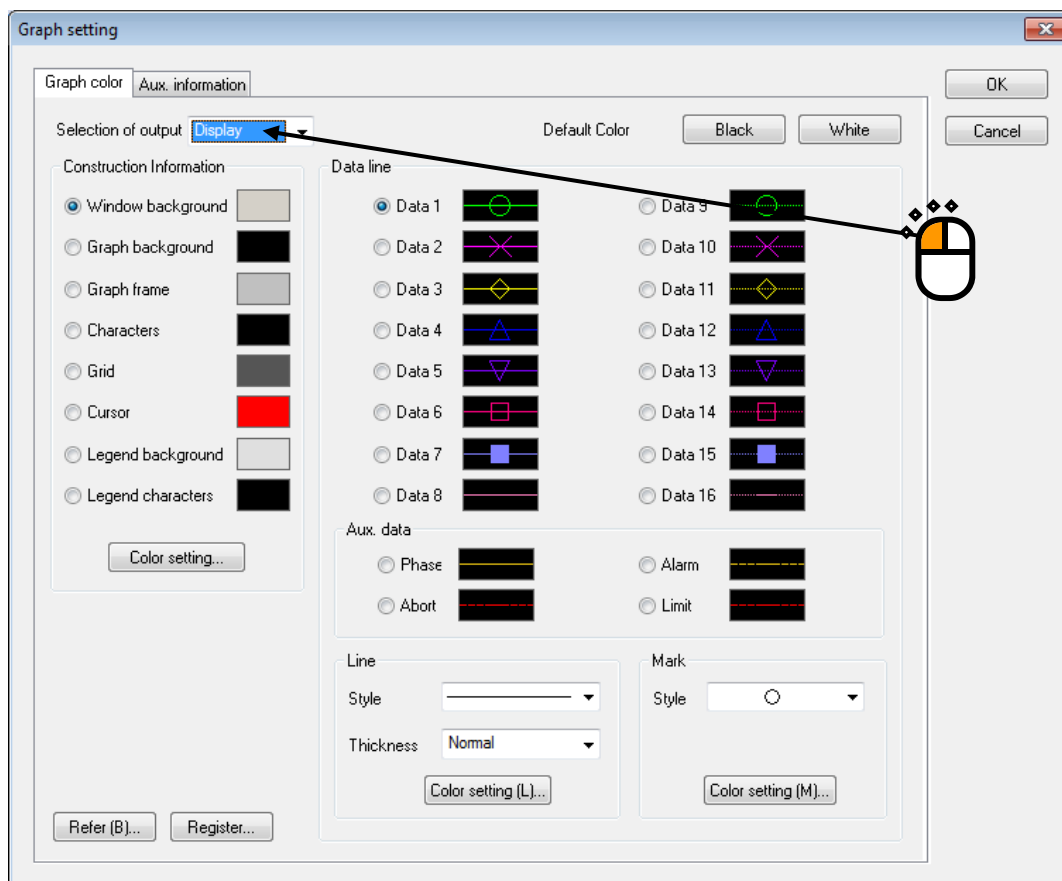 Graph setting
Graph color
Aux. information
OK
Cancel
Selection of output Display
Default Color
Black
White
Construction Information
Window background
Graph background
Graph frame
Characters
Grid
Cursor
Legend background
Legend characters
Color setting...
Data line
Data 1
Data 2
Data 3
Data 4
Data 5
Data 6
Data 7
Data 8
Data 9
Data 10
Data 11
Data 12
Data 13
Data 14
Data 15
Data 16
Aux. data
Phase
Alarm
Abort
Limit
Line
Style
Thickness Normal
Color setting (L)...
Mark
Style
Color setting (M)...
Refer (B)...
Register...